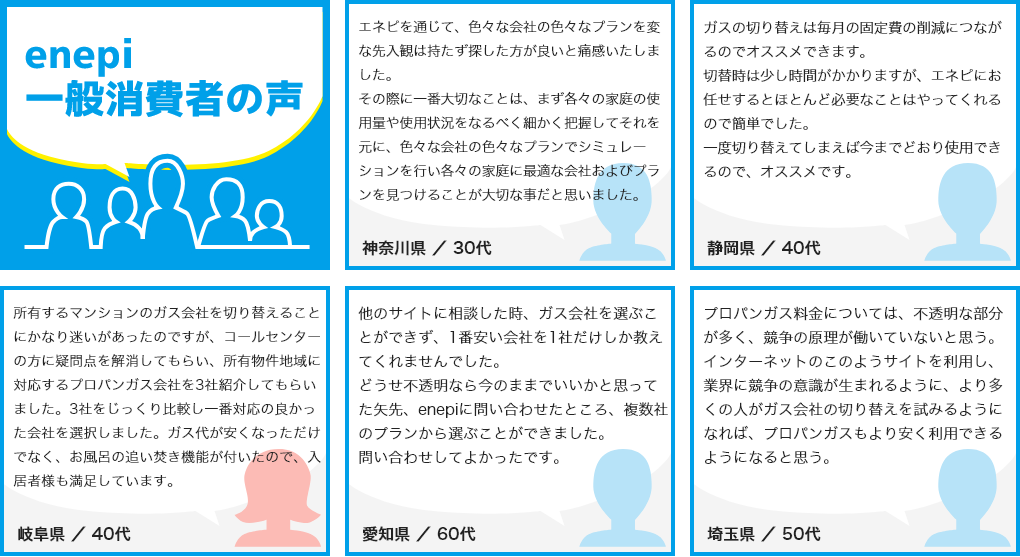 enepi
一般消費者の声
エネピを通じて、色々な会社の色々なプランを変
な先入観は持たず探した方が良いと痛感いたしま
した。
その際に一番大切なことは、まず各々の家庭の使
用量や使用状況をなるべく細かく把握してそれを
元に、色々な会社の色々なプランでシミュレー
ションを行い各々の家庭に最適な会社およびプラ
ンを見つけることが大切な事だと思いました。
神奈川県 ／ 30代
ガスの切り替えは毎月の固定費の削減につなが
るのでオススメできます。
切替時は少し時間がかかりますが、エネピにお
任せするとほとんど必要なことはやってくれる
ので簡単でした。
一度切り替えてしまえば今までどおり使用でき
るので、オススメです。
静岡県 ／ 40代
所有するマンションのガス会社を切り替えること
にかなり迷いがあったのですが、コールセンター
の方に疑問点を解消してもらい、所有物件地域に
対応するプロパンガス会社を3社紹介してもらい
ました。3社をじっくり比較し一番対応の良かっ
た会社を選択しました。ガス代が安くなっただけ
でなく、お風呂の追い焚き機能が付いたので、入
居者様も満足しています。
岐阜県 ／ 40代
他のサイトに相談した時、ガス会社を選ぶこ
とができず、1番安い会社を1社だけしか教え
てくれませんでした。
どうせ不透明なら今のままでいいかと思って
た矢先、enepiに問い合わせたところ、複数社
のプランから選ぶことができました。
問い合わせしてよかったです。
愛知県 ／ 60代
プロパンガス料金については、不透明な部分
が多く、競争の原理が働いていないと思う。
インターネットのこのようサイトを利用し、
業界に競争の意識が生まれるように、より多
くの人がガス会社の切り替えを試みるように
なれば、プロパンガスもより安く利用できる
ようになると思う。
埼玉県 ／ 50代